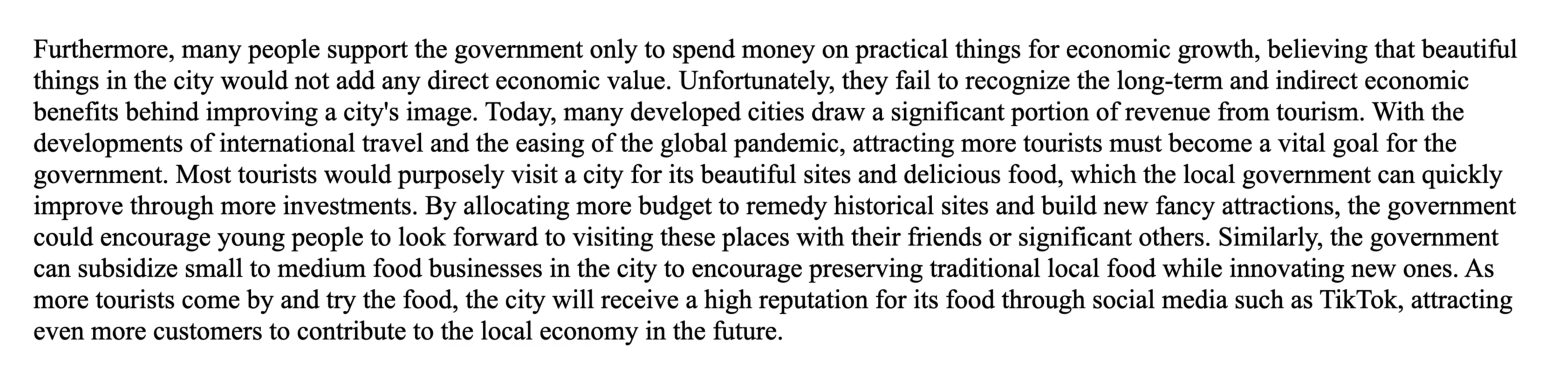 Furthermore, many people support the government only to spend money on practical things for economic growth, believing that beautiful
things in the city would not add any direct economic value. Unfortunately, they fail to recognize the long-term and indirect economic
benefits behind improving a city's image. Today, many developed cities draw a significant portion of revenue from tourism. With the
developments of international travel and the easing of the global pandemic, attracting more tourists must become a vital goal for the
government. Most tourists would purposely visit a city for its beautiful sites and delicious food, which the local government can quickly
improve through more investments. By allocating more budget to remedy historical sites and build new fancy attractions, the government
could encourage young people to look forward to visiting these places with their friends or significant others. Similarly, the government
can subsidize small to medium food businesses in the city to encourage preserving traditional local food while innovating new ones. As
more tourists come by and try the food, the city will receive a high reputation for its food through social media such as TikTok, attracting
even more customers to contribute to the local economy in the future.